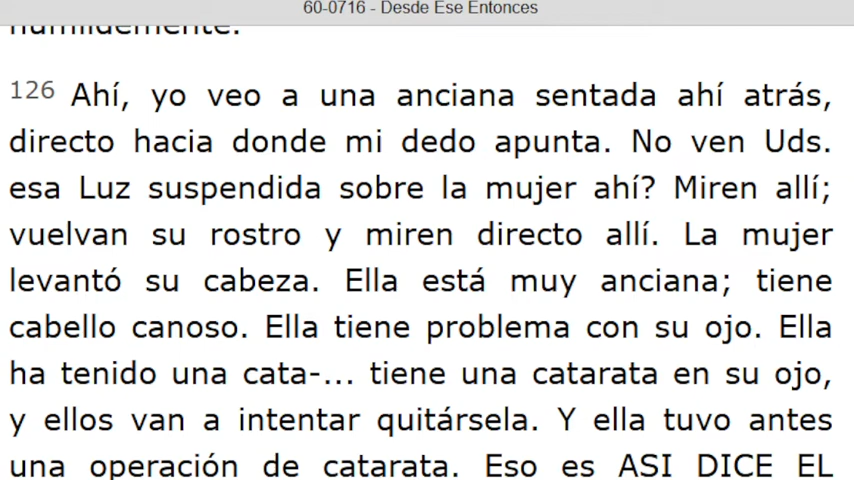 60-0716 - Desde Ese Entonces
humildemente.
126 Ahí, yo veo a una anciana sentada ahí atrás,
directo hacia donde mi dedo apunta. No ven Uds.
esa Luz suspendida sobre la mujer ahí? Miren allí;
vuelvan su rostro y miren directo allí. La mujer
levantó su cabeza. Ella está muy anciana; tiene
cabello canoso. Ella tiene problema con su ojo. Ella
ha tenido una cata-... tiene una catarata en su ojo,
y ellos van a intentar quitársela. Y ella tuvo antes
una operación de catarata. Eso es ASI DICE EL